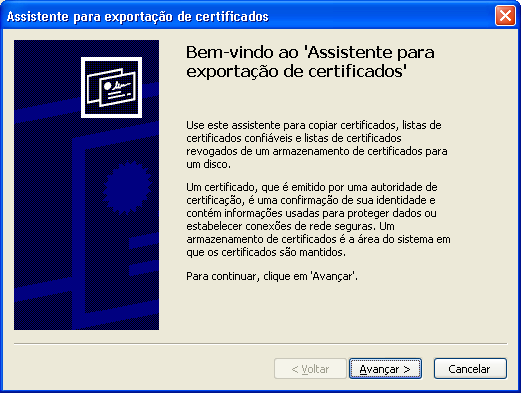 Assistente para exportação de certificados
Bem-vindo ao 'Assistente para
exportação de certificados'
Use este assistente para copiar certificados, listas de
certificados confiáveis e listas de certificados
revogados de um armazenamento de certificados para
um disco.
Um certificado, que é emitido por uma autoridade de
certificação, é uma confirmação de sua identidade e
contém informações usadas para proteger dados ou
estabelecer conexões de rede seguras. Um
armazenamento de certificados é a área do sistema em
que os certificados são mantidos.
Para continuar, clique em 'Avançar'.
< Voltar
Avançar >
Cancelar